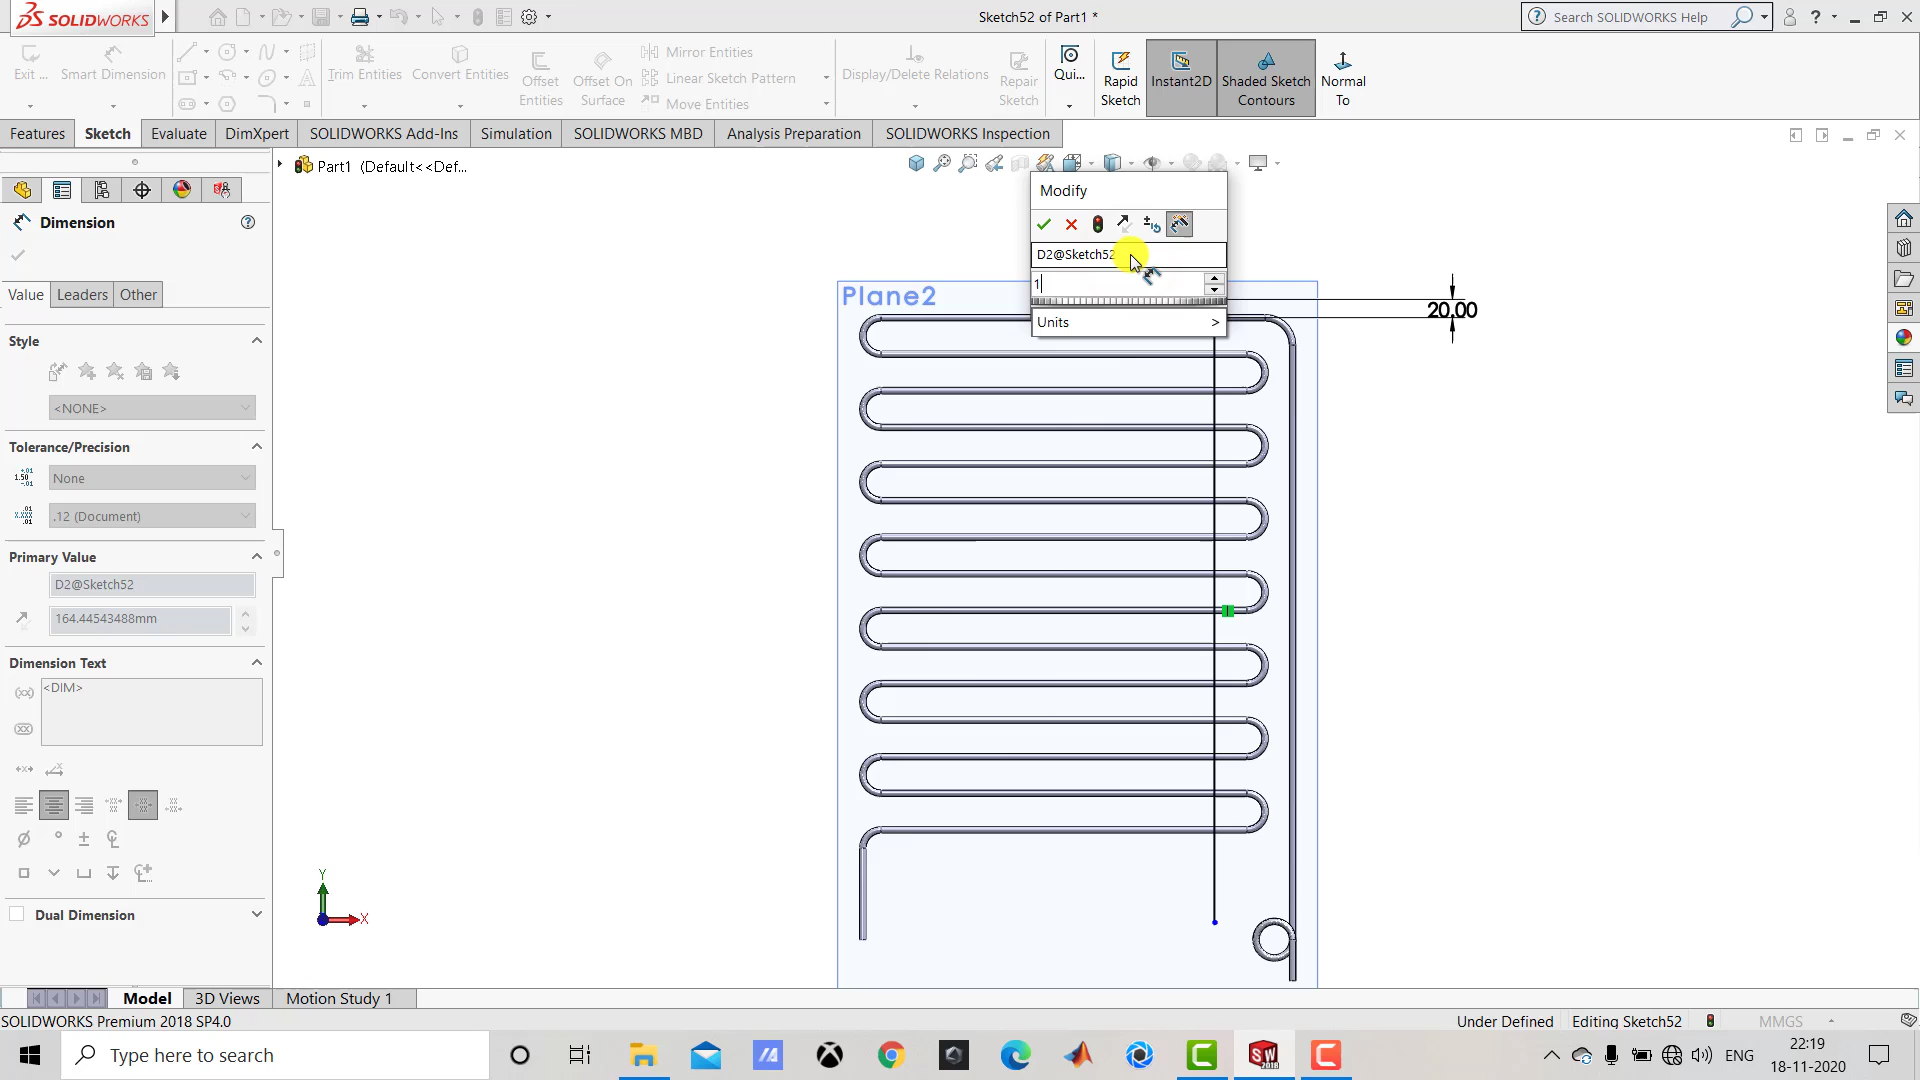 SOLIDWORKS
Sketch52 of Part1 *
Search SOLIDWORKS Help
Exit ...
Smart Dimension
Trim Entities
Convert Entities
Offset
Entities
Offset On
Surface
Mirror Entities
Linear Sketch Pattern
Move Entities
Display/Delete Relations
Repair
Sketch
Qui...
Rapid
Sketch
Instant2D
Shaded Sketch
Contours
Normal
To
Features
Sketch
Evaluate
DimXpert
SOLIDWORKS Add-Ins
Simulation
SOLIDWORKS MBD
Analysis Preparation
SOLIDWORKS Inspection
Part1 (Default<<Def...
Dimension
Value
Leaders
Other
Style
<NONE>
Tolerance/Precision
None
.12 (Document)
Primary Value
D2@Sketch52
164.44543488mm
Dimension Text
<DIM>
Dual Dimension
Modify
D2@Sketch52
1
Units >
Plane2
20.00
Y
X
Model
3D Views
Motion Study 1
SOLIDWORKS Premium 2018 SP4.0
Under Defined
Editing Sketch52
MMGS
Type here to search
ENG
22:19
18-11-2020